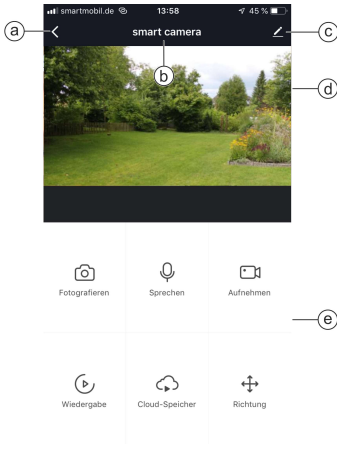 smartmobil.de 13:58 45 %
a smart camera c
b
d
Fotografieren Sprechen Aufnehmen
e
Wiedergabe Cloud-Speicher Richtung